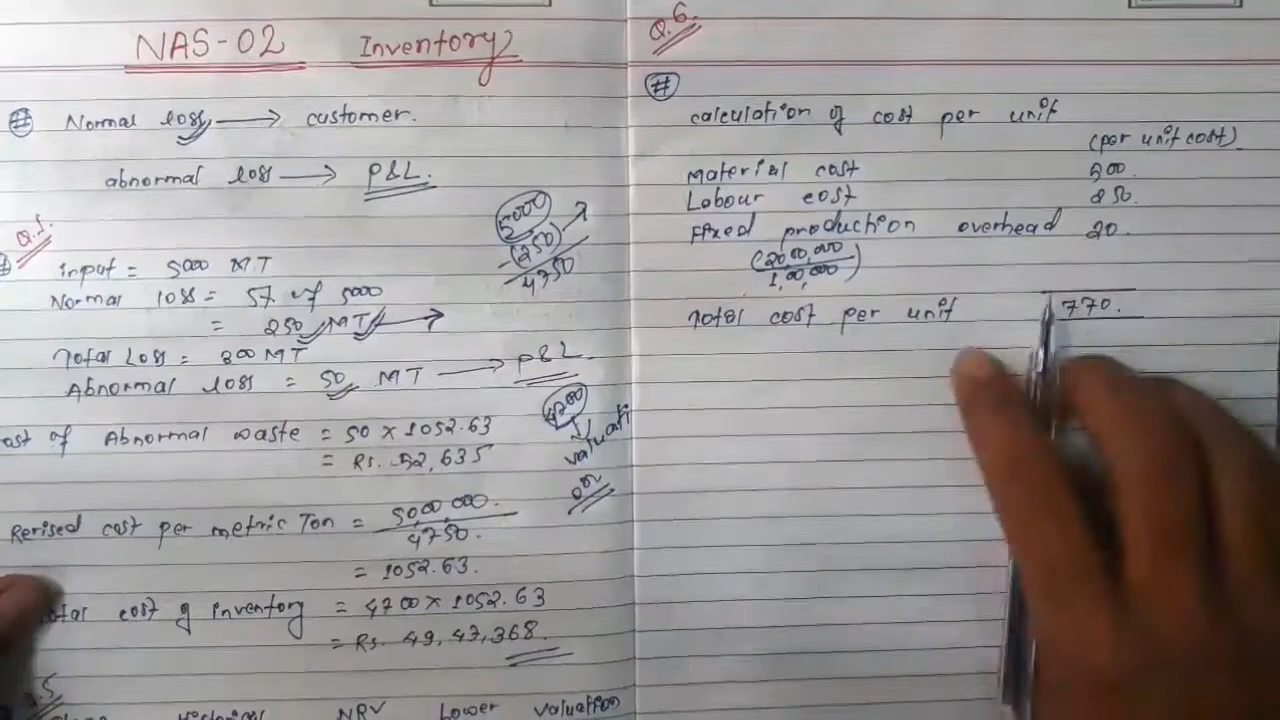 NAS-02 Inventory
# Normal loss → customer.
abnormal loss → P&L.
Q.1.
5000
(250)
4750
input = 5000 MT
Normal loss = 5% of 5000
= 250 MT
Total Loss = 300 MT
Abnormal loss = 50 MT → P&L.
4700
Cost of Abnormal waste = 50 × 1052.63
= Rs. 52,635
Revised cost per metric Ton = 50,00,000.
4750.
= 1052.63.
Total cost of Inventory = 4700 × 1052.63
= Rs. 49,47,368.
NRV Lower valuation
Q.6.
#
calculation of cost per unit
(per unit cost)
Material cost 500.
Labour cost 250.
Fixed production overhead 20.
(2000,000
1,00,000)
Total cost per unit 770.